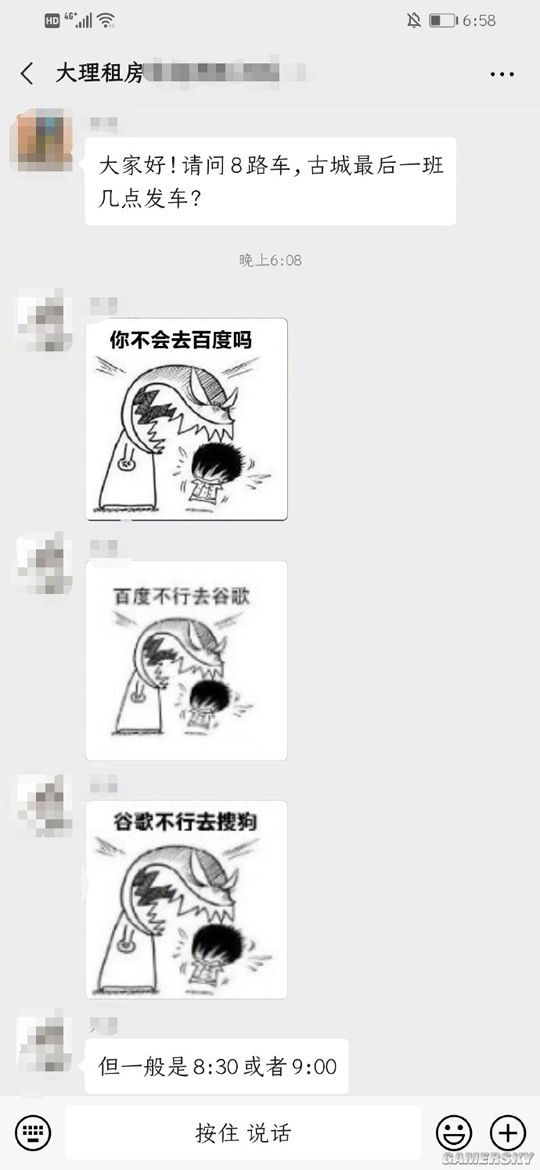 HD 4G 6:58
大理租房
大家好!请问8路车,古城最后一班
几点发车?
晚上6:08
你不会去百度吗
百度不行去谷歌
谷歌不行去搜狗
但一般是8:30或者9:00
按住 说话
GAMERSKY